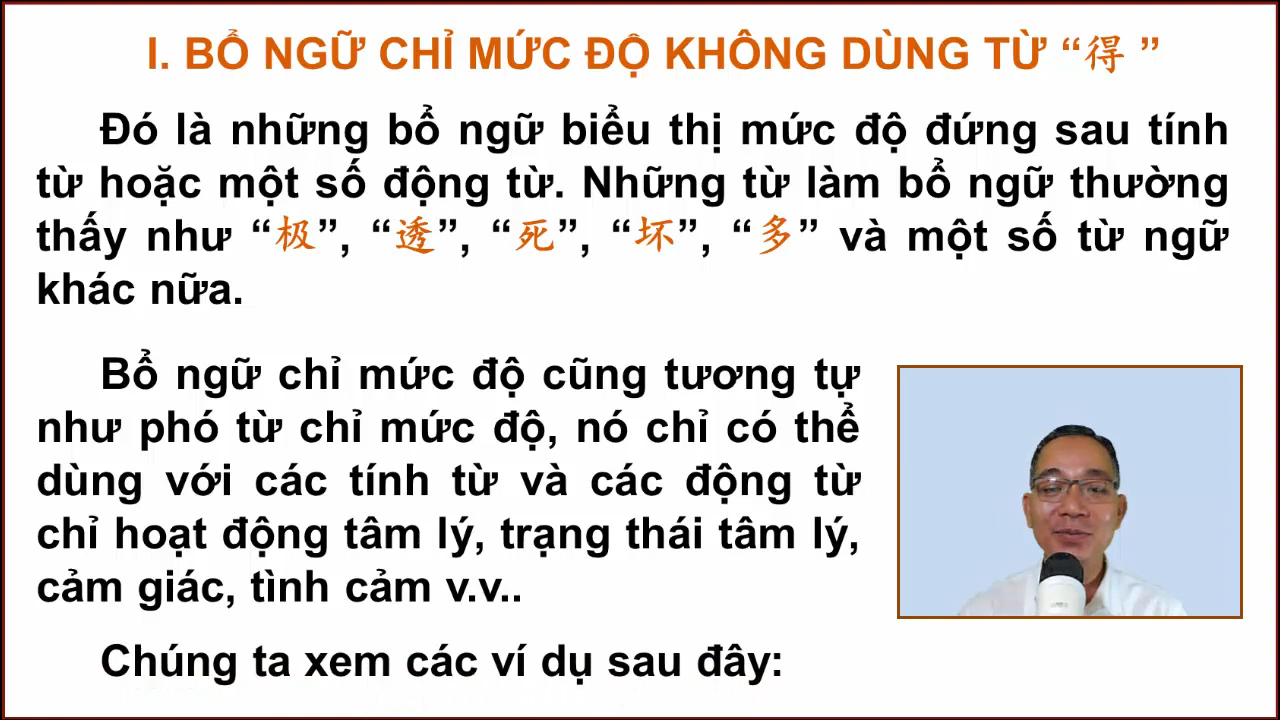 I. BỔ NGỮ CHỈ MỨC ĐỘ KHÔNG DÙNG TỪ “得 ”
Đó là những bổ ngữ biểu thị mức độ đứng sau tính
từ hoặc một số động từ. Những từ làm bổ ngữ thường
thấy như “极”, “透”, “死”, “坏”, “多” và một số từ ngữ
khác nữa.
Bổ ngữ chỉ mức độ cũng tương tự
như phó từ chỉ mức độ, nó chỉ có thể
dùng với các tính từ và các động từ
chỉ hoạt động tâm lý, trạng thái tâm lý,
cảm giác, tình cảm v.v..
Chúng ta xem các ví dụ sau đây: